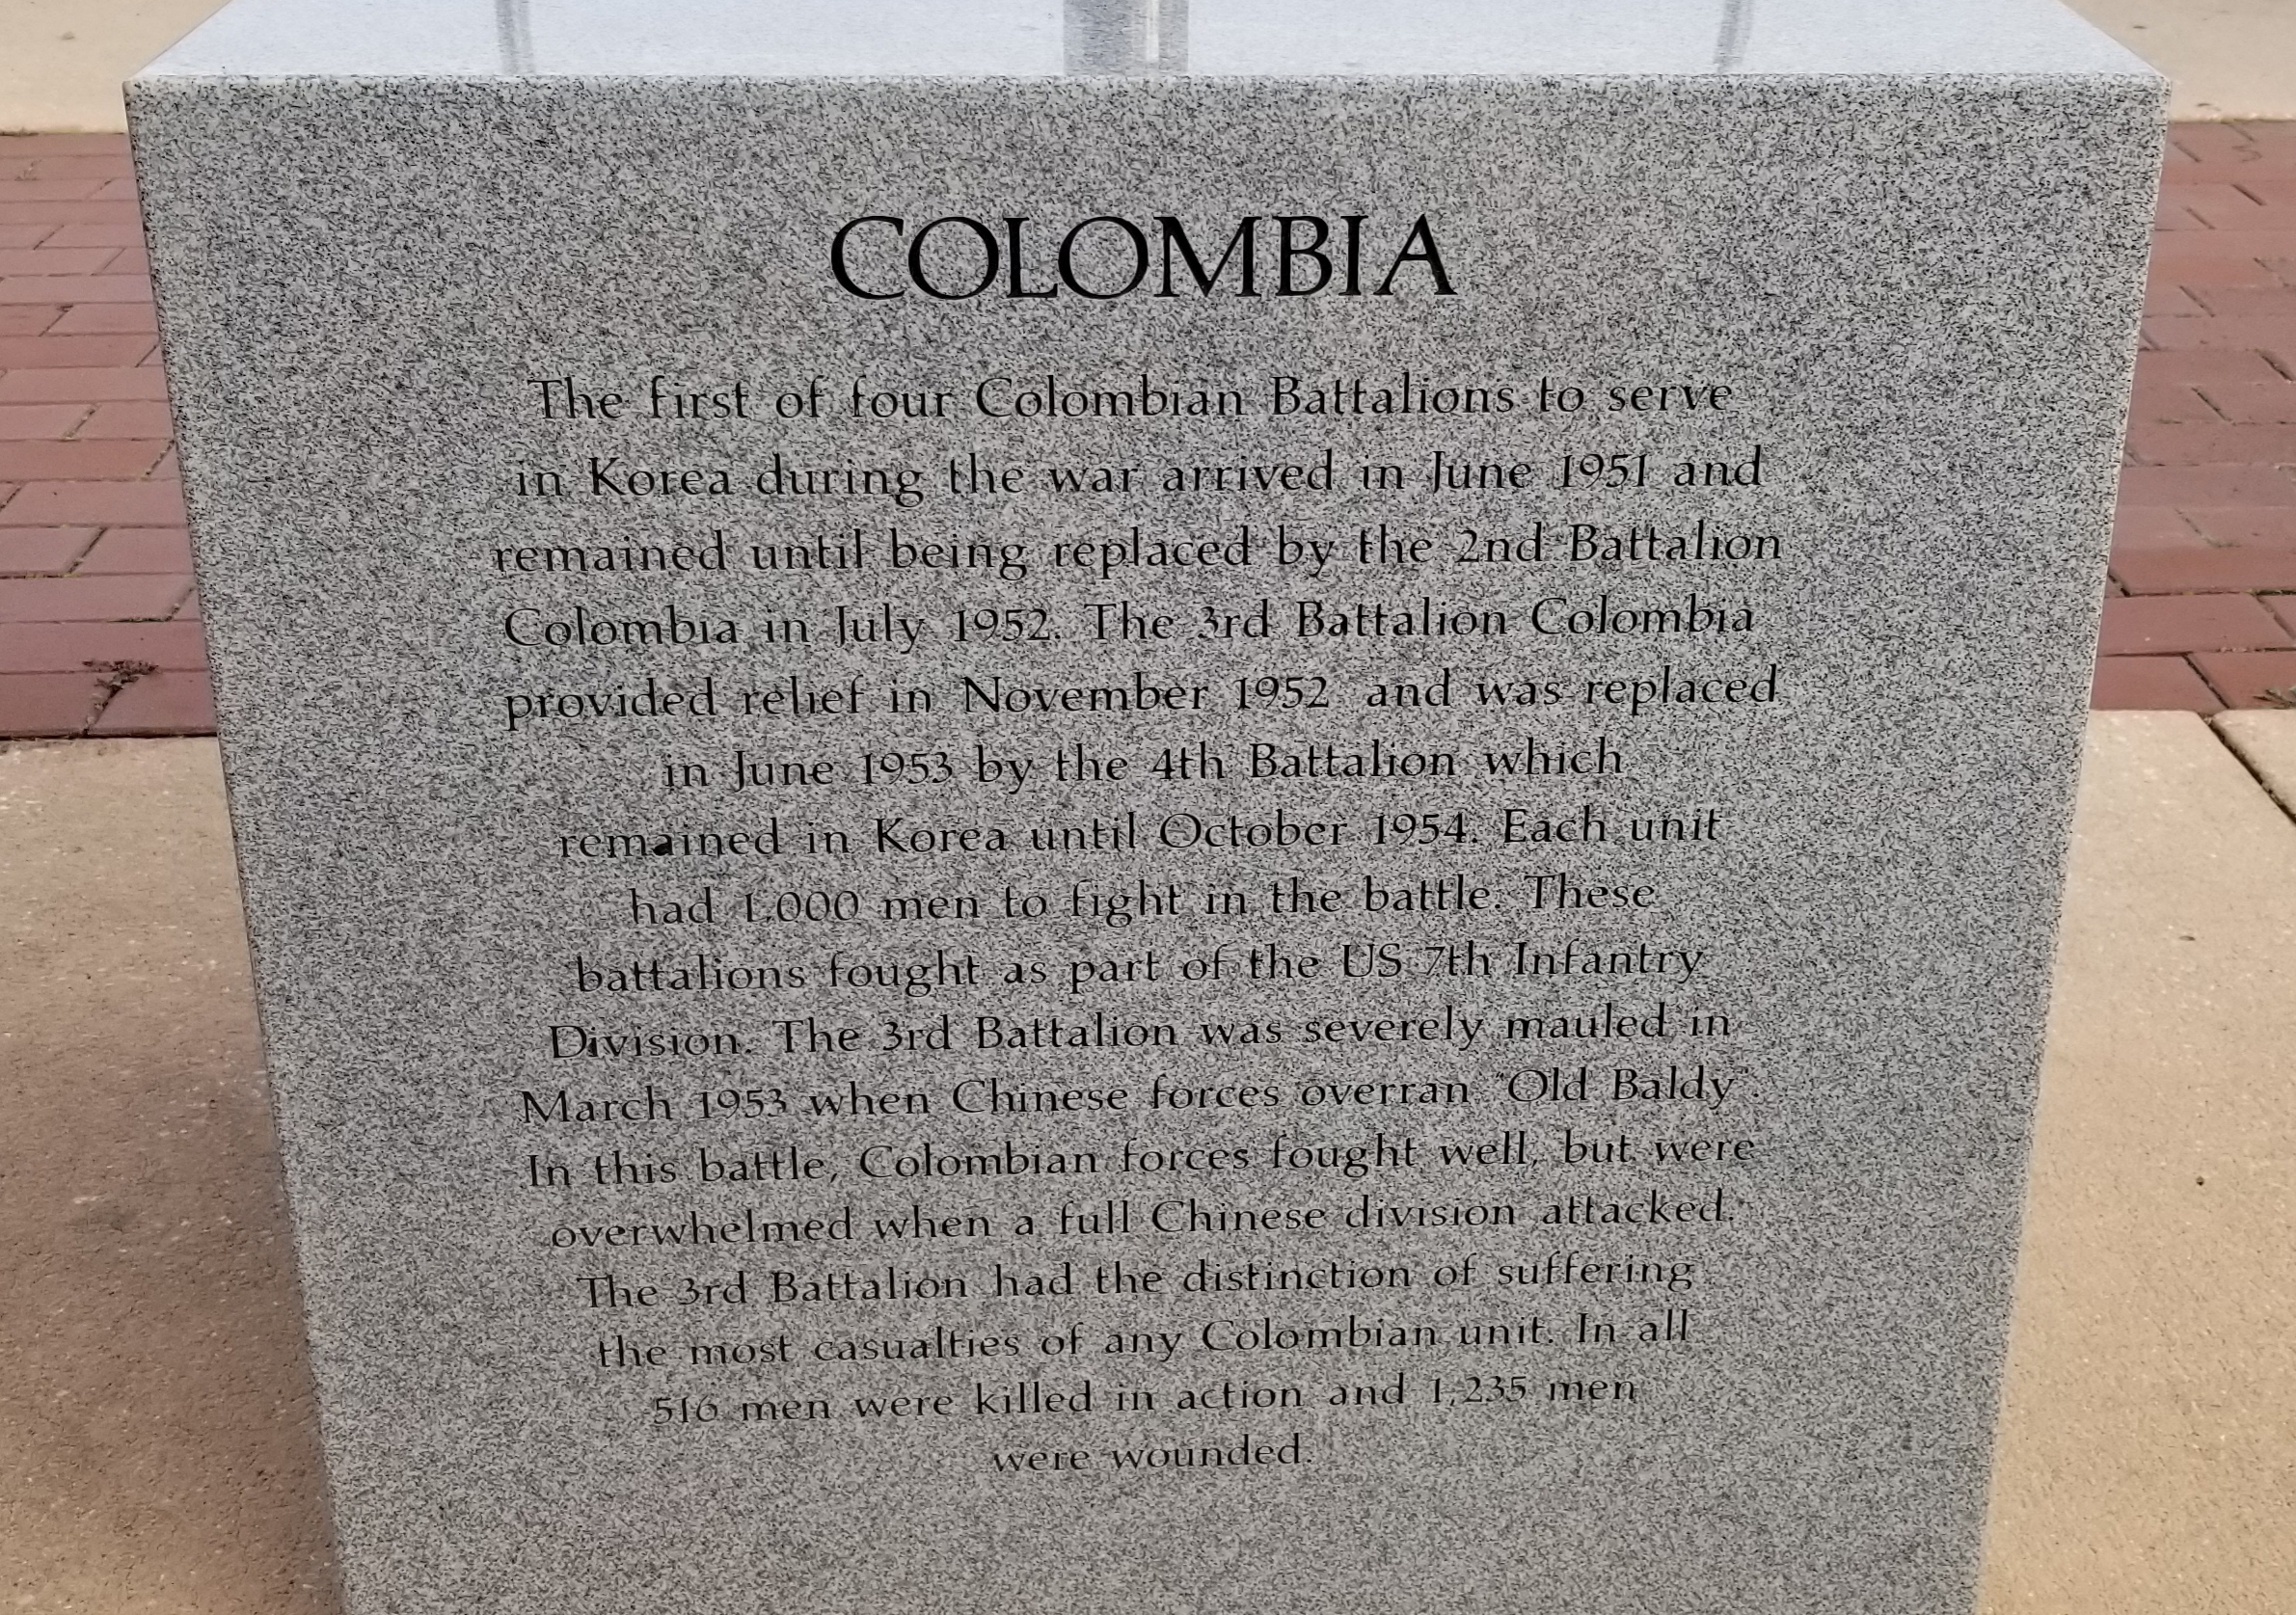 COLOMBIA
The first of four Colombian Battalions to serve
in Korea during the war arrived in June 1951 and
remained until being replaced by the 2nd Battalion
Colombia in July 1952. The 3rd Battalion Colombia
provided relief in November 1952 and was replaced
in June 1953 by the 4th Battalion which
remained in Korea until October 1954. Each unit
had 1,000 men to fight in the battle. These
battalions fought as part of the US 7th Infantry
Division. The 3rd Battalion was severely mauled in
March 1953 when Chinese forces overran "Old Baldy".
In this battle, Colombian forces fought well, but were
overwhelmed when a full Chinese division attacked.
The 3rd Battalion had the distinction of suffering
the most casualties of any Colombian unit. In all
516 men were killed in action and 1,235 men
were wounded.